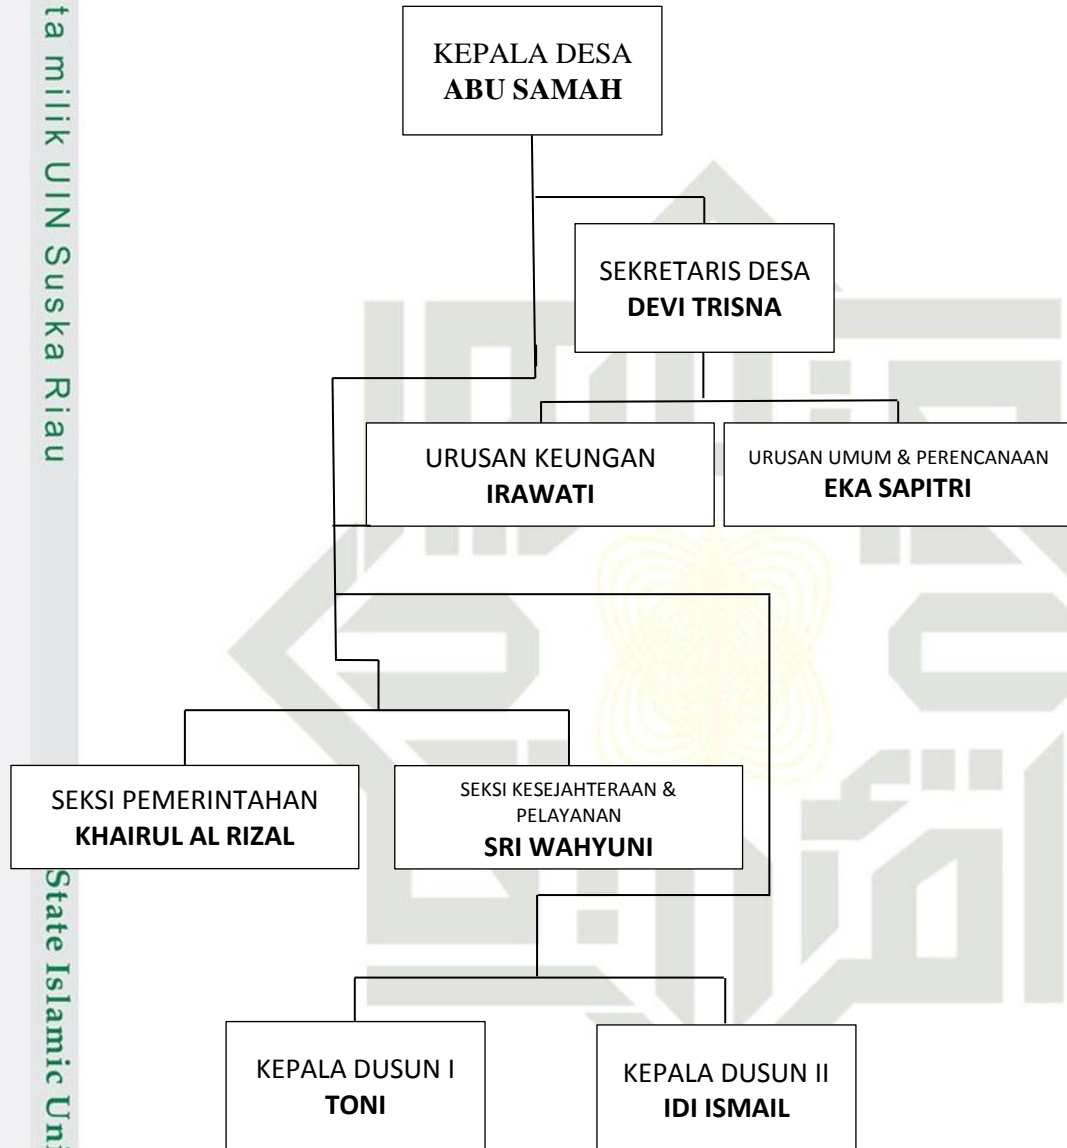 KEPALA DESA
ABU SAMAH
SEKRETARIS DESA
DEVI TRISNA
URUSAN KEUNGAN
IRAWATI
URUSAN UMUM & PERENCANAAN
EKA SAPITRI
SEKSI PEMERINTAHAN
KHAIRUL AL RIZAL
SEKSI KESEJAHTERAAN &
PELAYANAN
SRI WAHYUNI
KEPALA DUSUN I
TONI
KEPALA DUSUN II
IDI ISMAIL
ta milik UIN Suska Riau
State Islamic Uni